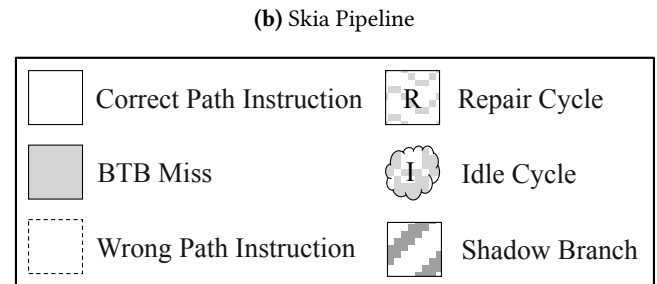 (b) Skia Pipeline
Correct Path Instruction
R Repair Cycle
BTB Miss
I Idle Cycle
Wrong Path Instruction
Shadow Branch